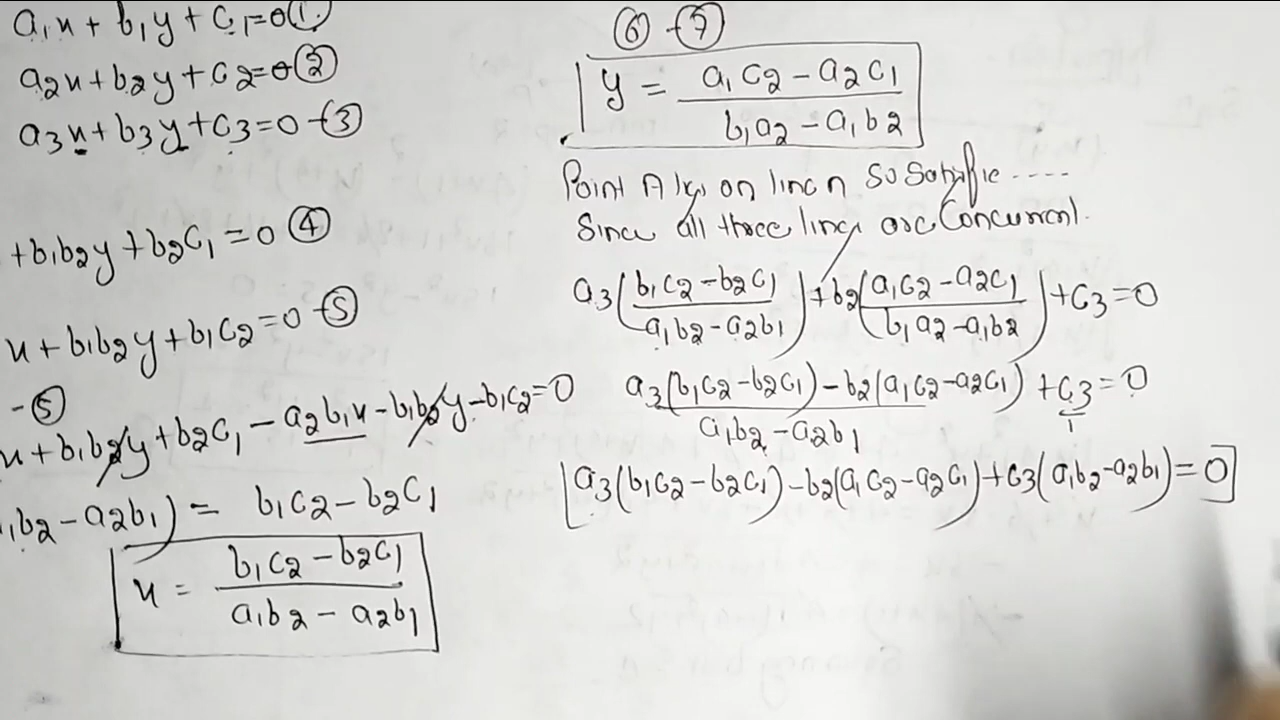 a₁x + b₁y + c₁ = 0 ①
a₂x + b₂y + c₂ = 0 ②
a₃x + b₃y + c₃ = 0 - ③
+ b₁b₂y + b₂c₁ = 0 ④
x + b₁b₂y + b₁c₂ = 0 - ⑤
- ⑤
x + b₁b₂y + b₂c₁ - a₂b₁x - b₁b₂y - b₁c₂ = 0
₁b₂ - a₂b₁) = b₁c₂ - b₂c₁
x = (b₁c₂ - b₂c₁) / (a₁b₂ - a₂b₁)
⑥ - ⑦
y = (a₁c₂ - a₂c₁) / (b₁a₂ - a₁b₂)
Point A lys on line n so Satisfie ----
Since all three lines are Concurrent.
a₃((b₁c₂ - b₂c₁) / (a₁b₂ - a₂b₁)) + b₂((a₁c₂ - a₂c₁) / (b₁a₂ - a₁b₂)) + c₃ = 0
(a₃(b₁c₂ - b₂c₁) - b₂(a₁c₂ - a₂c₁)) / (a₁b₂ - a₂b₁) + c₃/1 = 0
[a₃(b₁c₂ - b₂c₁) - b₂(a₁c₂ - a₂c₁) + c₃(a₁b₂ - a₂b₁) = 0]